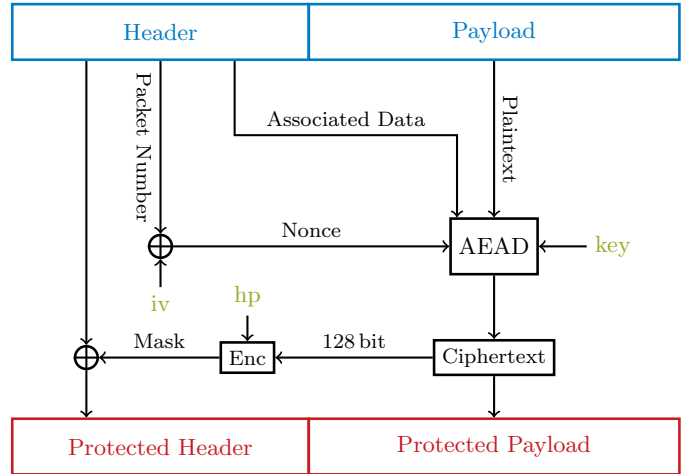 Header
Payload
Packet Number
Associated Data
Plaintext
Nonce
AEAD
key
iv
hp
Mask
Enc
128 bit
Ciphertext
Protected Header
Protected Payload